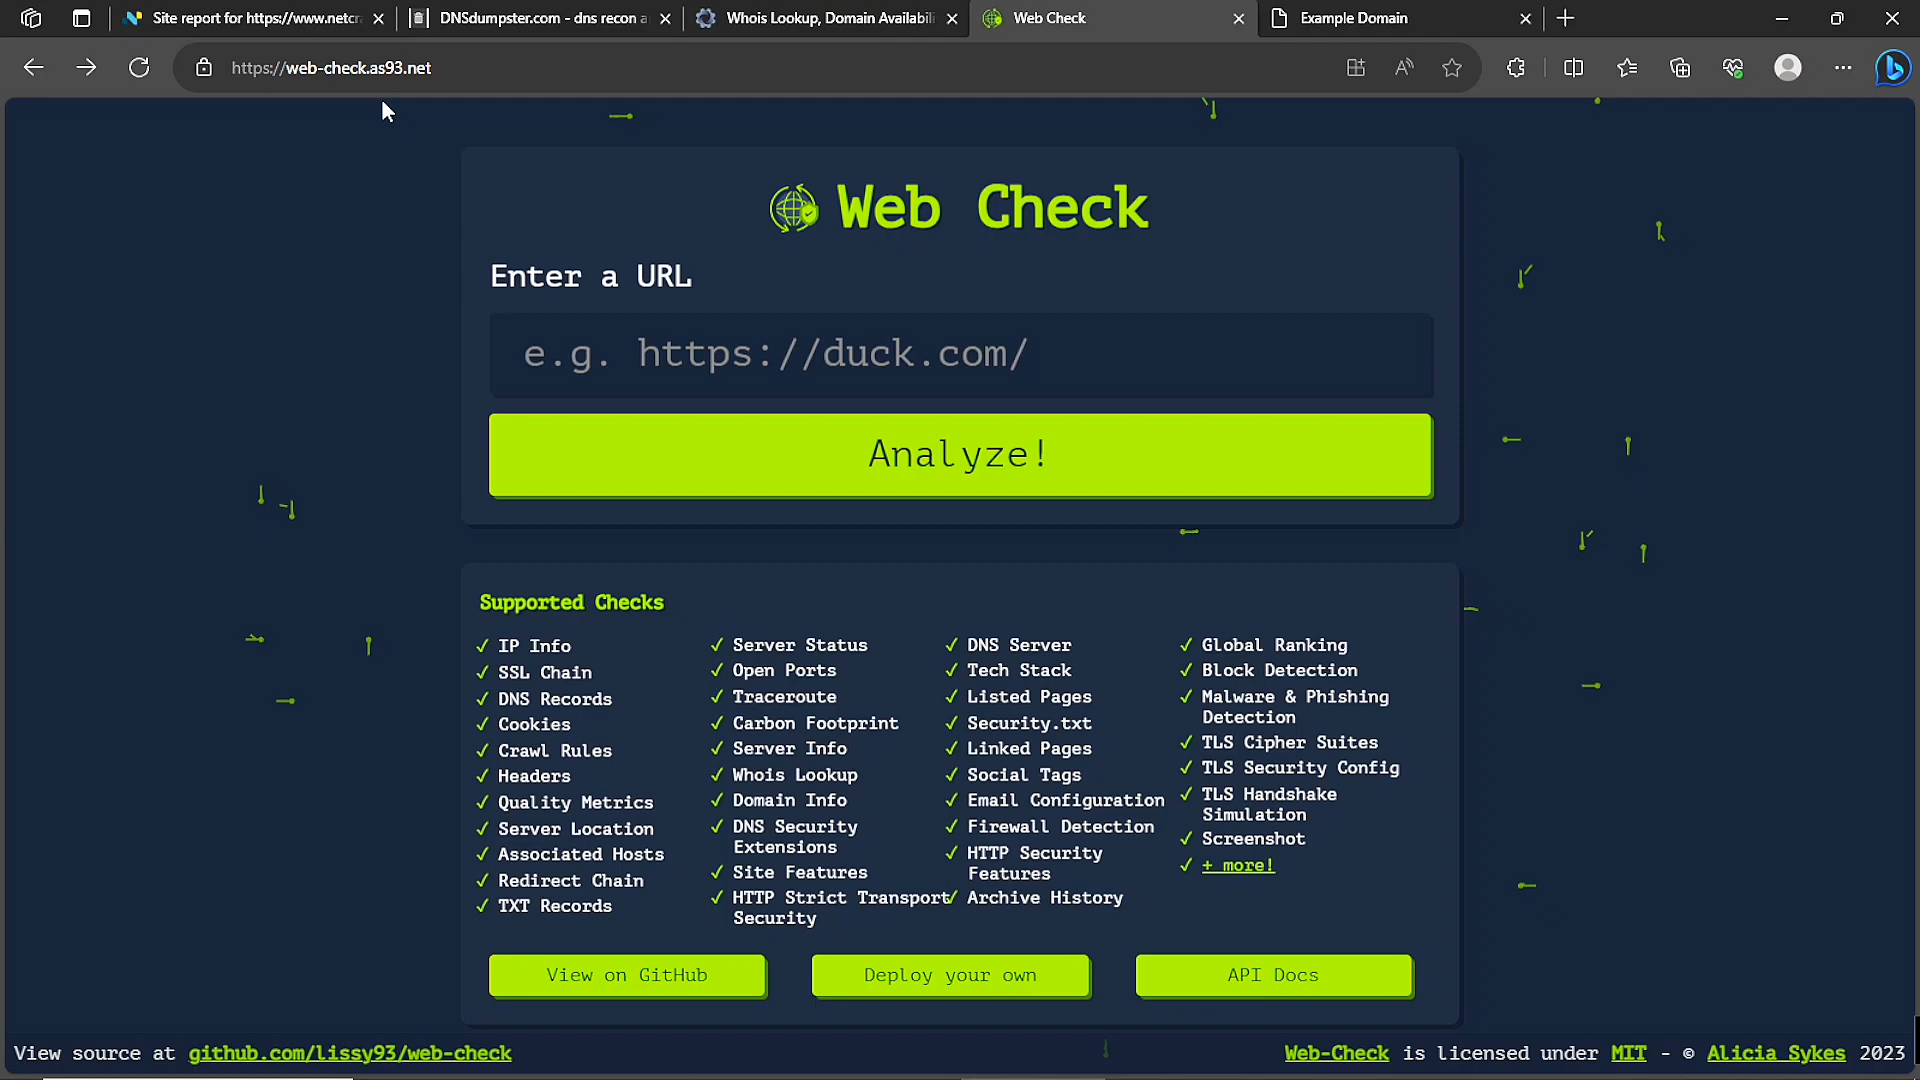 Site report for https://www.netcra
DNSdumpster.com - dns recon a
Whois Lookup, Domain Availabili
Web Check
Example Domain
https://web-check.as93.net
Web Check
Enter a URL
e.g. https://duck.com/
Analyze!
Supported Checks
✓ IP Info
✓ SSL Chain
✓ DNS Records
✓ Cookies
✓ Crawl Rules
✓ Headers
✓ Quality Metrics
✓ Server Location
✓ Associated Hosts
✓ Redirect Chain
✓ TXT Records
✓ Server Status
✓ Open Ports
✓ Traceroute
✓ Carbon Footprint
✓ Server Info
✓ Whois Lookup
✓ Domain Info
✓ DNS Security
Extensions
✓ Site Features
✓ HTTP Strict Transport
Security
✓ DNS Server
✓ Tech Stack
✓ Listed Pages
✓ Security.txt
✓ Linked Pages
✓ Social Tags
✓ Email Configuration
✓ Firewall Detection
✓ HTTP Security
Features
✓ Archive History
✓ Global Ranking
✓ Block Detection
✓ Malware & Phishing
Detection
✓ TLS Cipher Suites
✓ TLS Security Config
✓ TLS Handshake
Simulation
✓ Screenshot
✓ + more!
View on GitHub
Deploy your own
API Docs
View source at github.com/lissy93/web-check
Web-Check is licensed under MIT - © Alicia Sykes 2023